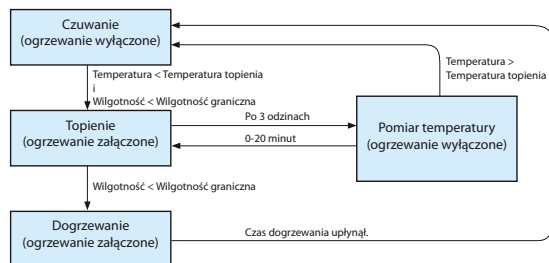 Czuwanie
(ogrzewanie wyłączone)
Temperatura >
Temperatura topienia
Temperatura < Temperatura topienia
i
Wilgotność < Wilgotność graniczna
Topienie
(ogrzewanie załączone)
Po 3 odzinach
0-20 minut
Pomiar temperatury
(ogrzewanie wyłączone)
Wilgotność < Wilgotność graniczna
Dogrzewanie
(ogrzewanie załączone)
Czas dogrzewania upłynął.